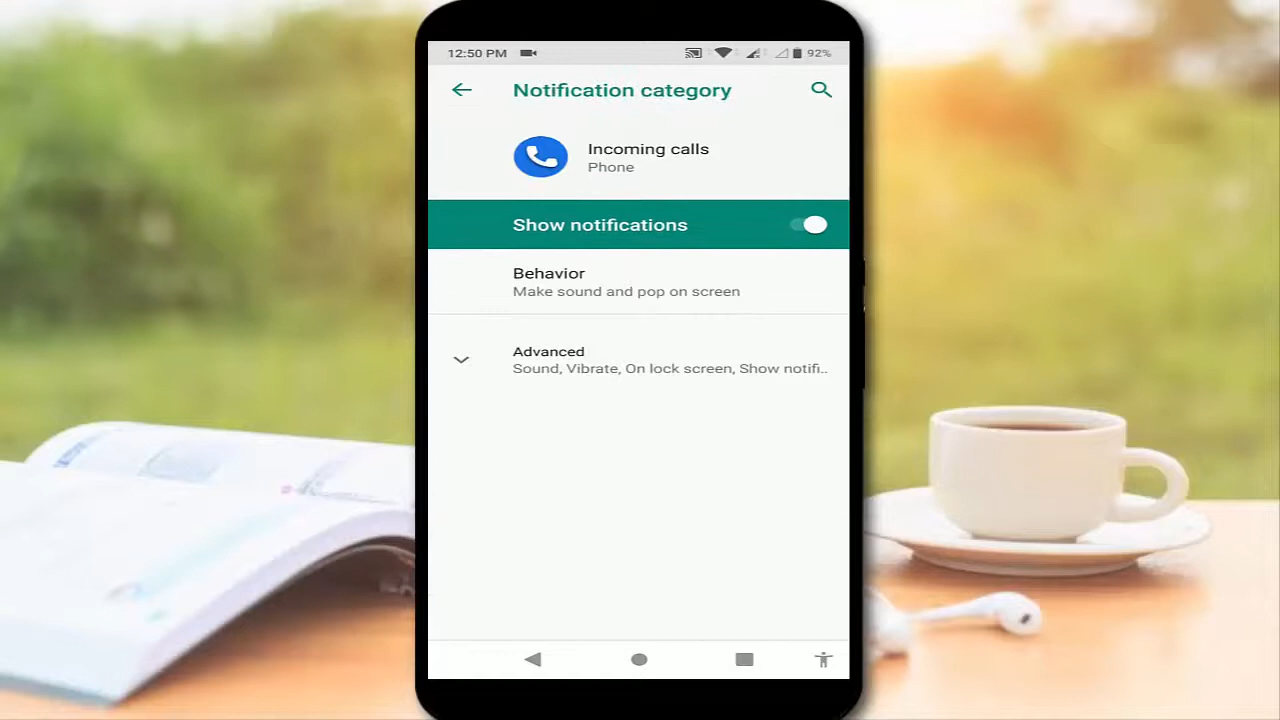 12:50 PM 92%
Notification category
Incoming calls
Phone
Show notifications
Behavior
Make sound and pop on screen
Advanced
Sound, Vibrate, On lock screen, Show notifi..